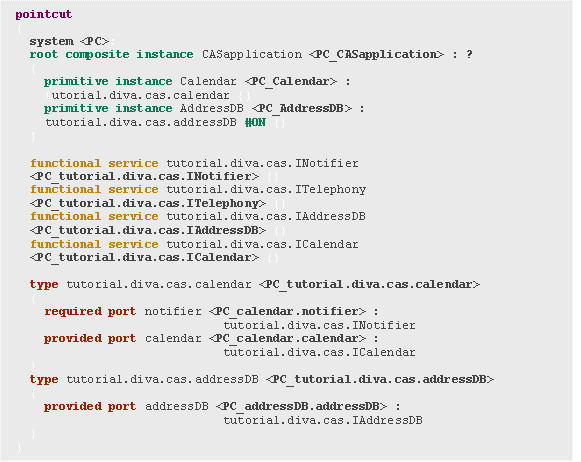 pointcut
{
system <PC>:
root composite instance CASapplication <PC_CASapplication> : ?
{
primitive instance Calendar <PC_Calendar> :
tutorial.diva.cas.calendar {}
primitive instance AddressDB <PC_AddressDB> :
tutorial.diva.cas.addressDB #ON {}
}
functional service tutorial.diva.cas.INotifier
<PC_tutorial.diva.cas.INotifier> {}
functional service tutorial.diva.cas.ITelephony
<PC_tutorial.diva.cas.ITelephony> {}
functional service tutorial.diva.cas.IAddressDB
<PC_tutorial.diva.cas.IAddressDB> {}
functional service tutorial.diva.cas.ICalendar
<PC_tutorial.diva.cas.ICalendar> {}
type tutorial.diva.cas.calendar <PC_tutorial.diva.cas.calendar>
{
required port notifier <PC_calendar.notifier> :
tutorial.diva.cas.INotifier
provided port calendar <PC_calendar.calendar> :
tutorial.diva.cas.ICalendar
}
type tutorial.diva.cas.addressDB <PC_tutorial.diva.cas.addressDB>
{
provided port addressDB <PC_addressDB.addressDB> :
tutorial.diva.cas.IAddressDB
}
}